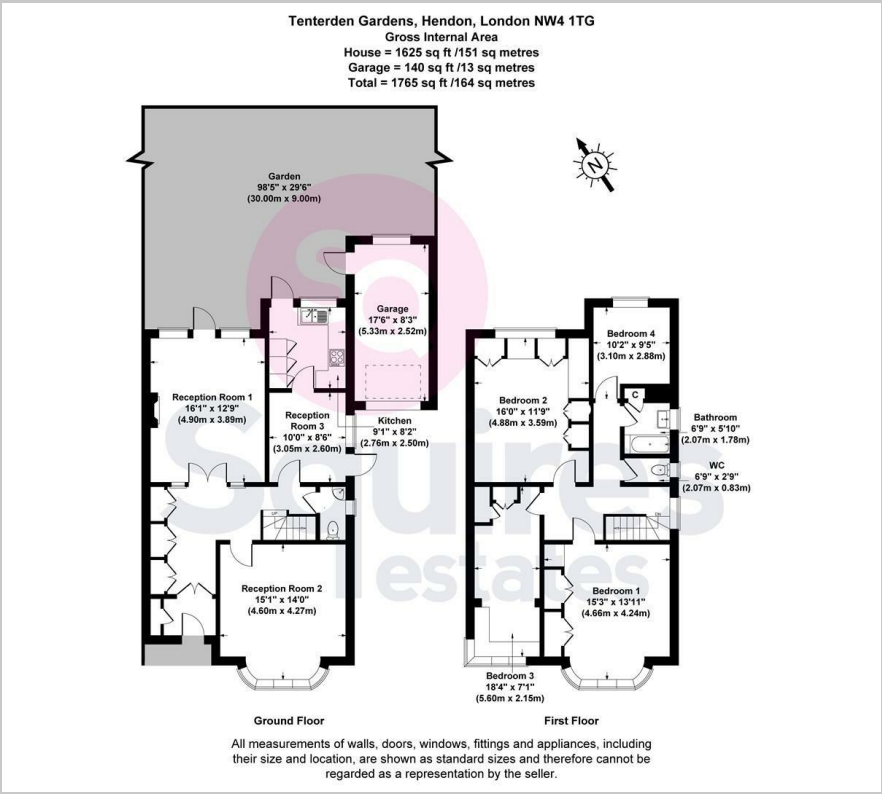 Tenterden Gardens, Hendon, London NW4 1TG
Gross Internal Area
House = 1625 sq ft /151 sq metres
Garage = 140 sq ft /13 sq metres
Total = 1765 sq ft /164 sq metres
N
Garden
98'5" x 29'6"
(30.00m x 9.00m)
Garage
17'6" x 8'3"
(5.33m x 2.52m)
Reception Room 1
16'1" x 12'9"
(4.90m x 3.89m)
Reception
Room 3
10'0" x 8'6"
(3.05m x 2.60m)
Kitchen
9'1" x 8'2"
(2.76m x 2.50m)
UP
Reception Room 2
15'1" x 14'0"
(4.60m x 4.27m)
Ground Floor
Bedroom 4
10'2" x 9'5"
(3.10m x 2.88m)
Bedroom 2
16'0" x 11'9"
(4.88m x 3.59m)
C
Bathroom
6'9" x 5'10"
(2.07m x 1.78m)
WC
6'9" x 2'9"
(2.07m x 0.83m)
DN
Bedroom 1
15'3" x 13'11"
(4.66m x 4.24m)
Bedroom 3
18'4" x 7'1"
(5.60m x 2.15m)
First Floor
sq
Squires
estates
All measurements of walls, doors, windows, fittings and appliances, including
their size and location, are shown as standard sizes and therefore cannot be
regarded as a representation by the seller.